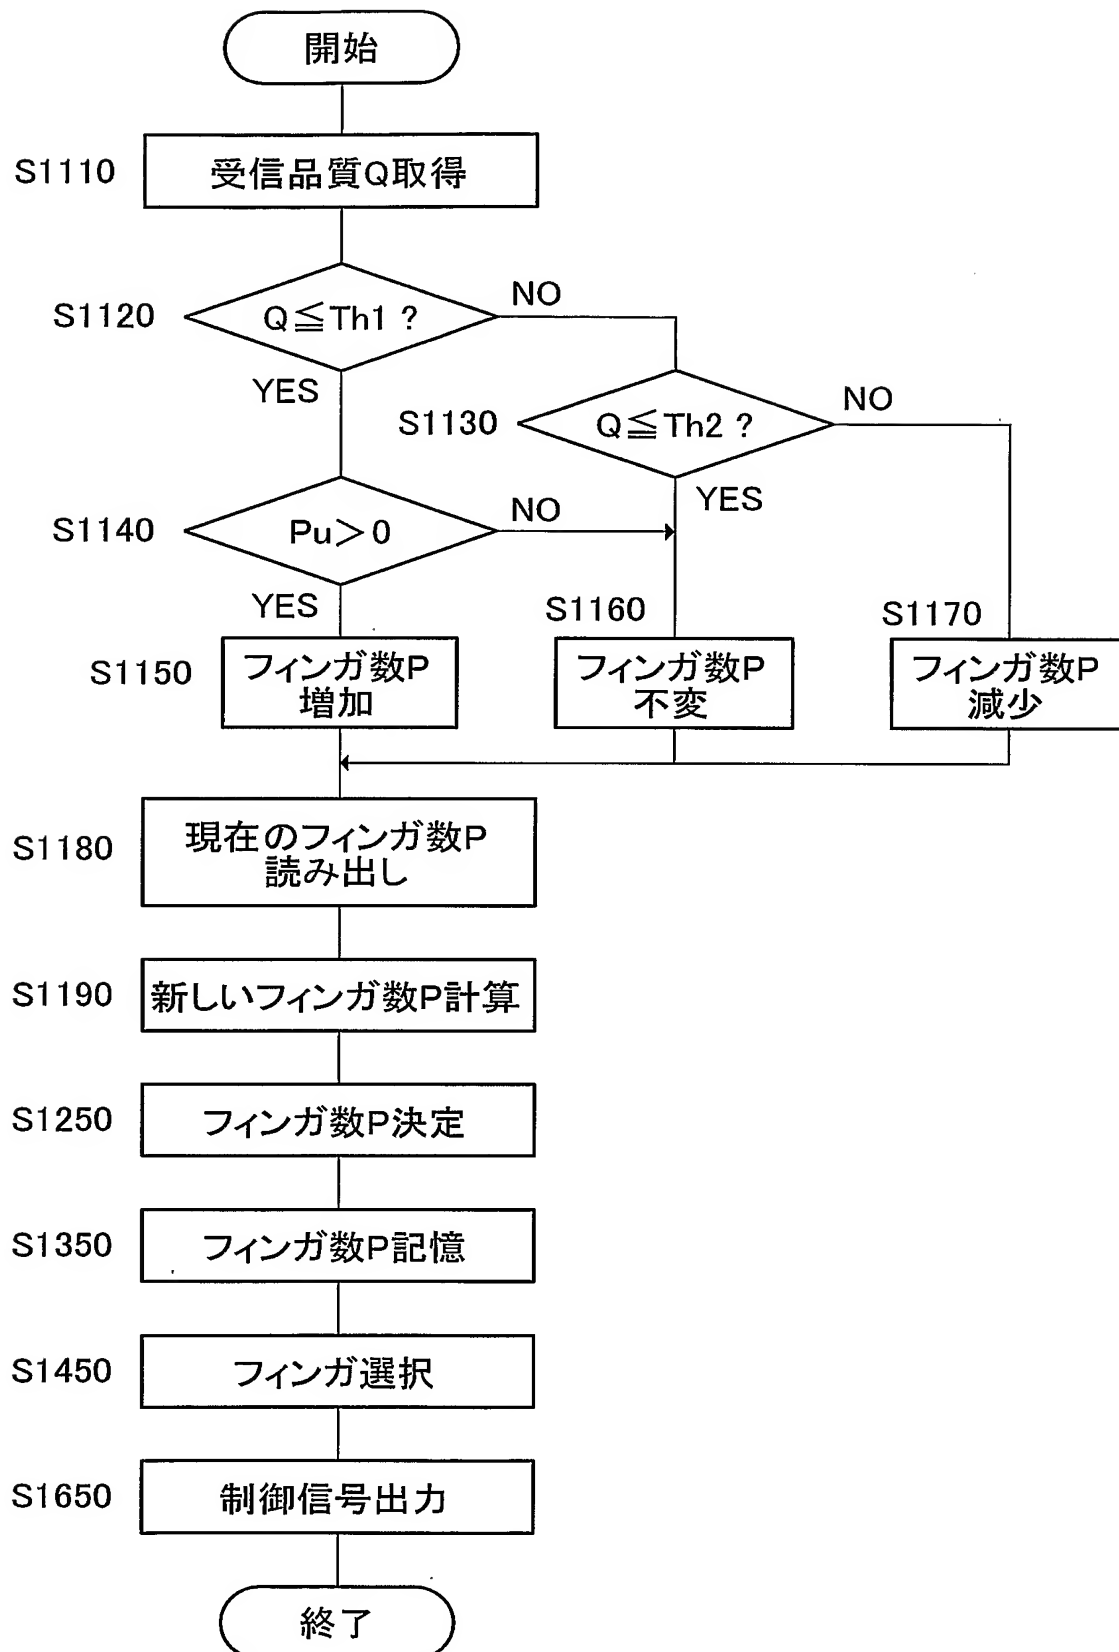 開始
S1110
受信品質Q取得
S1120
Q≦Th1 ?
NO
YES
S1130
Q≦Th2 ?
NO
YES
S1140
Pu>0
NO
YES
S1150
フィンガ数P
増加
S1160
フィンガ数P
不変
S1170
フィンガ数P
減少
S1180
現在のフィンガ数P
読み出し
S1190
新しいフィンガ数P計算
S1250
フィンガ数P決定
S1350
フィンガ数P記憶
S1450
フィンガ選択
S1650
制御信号出力
終了